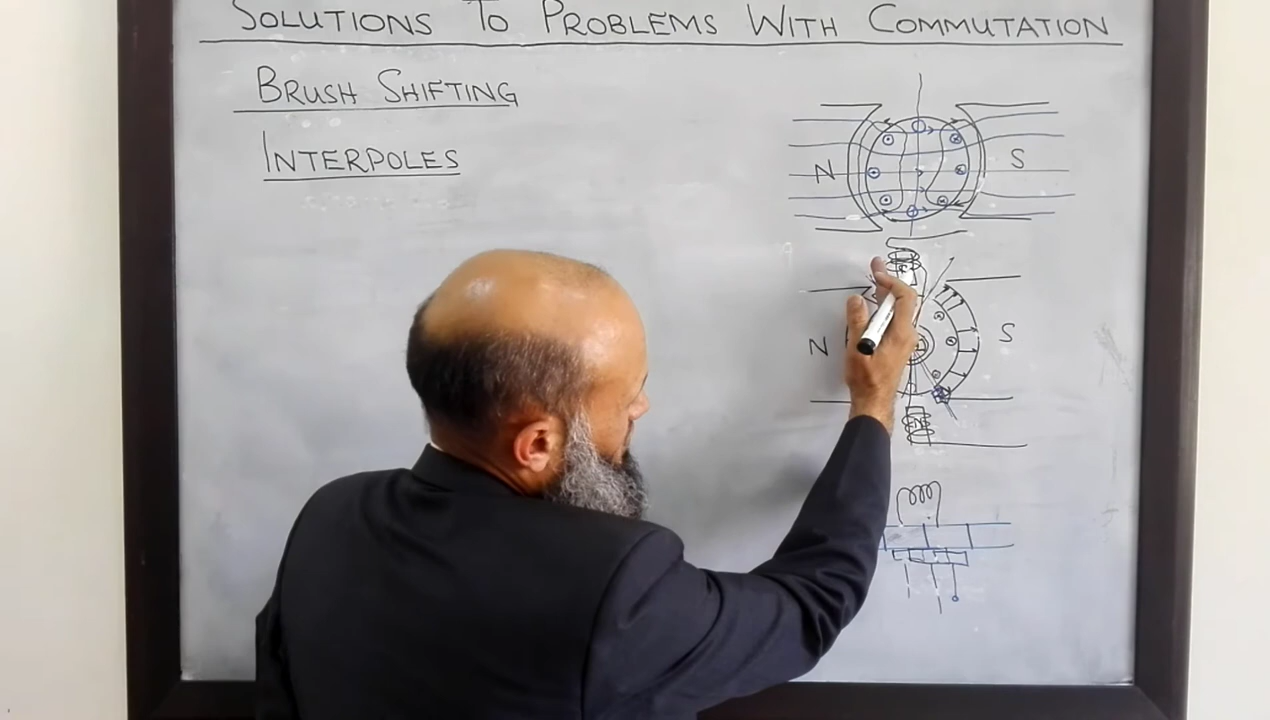 SOLUTIONS TO PROBLEMS WITH COMMUTATION
BRUSH SHIFTING
INTERPOLES
N S
N S